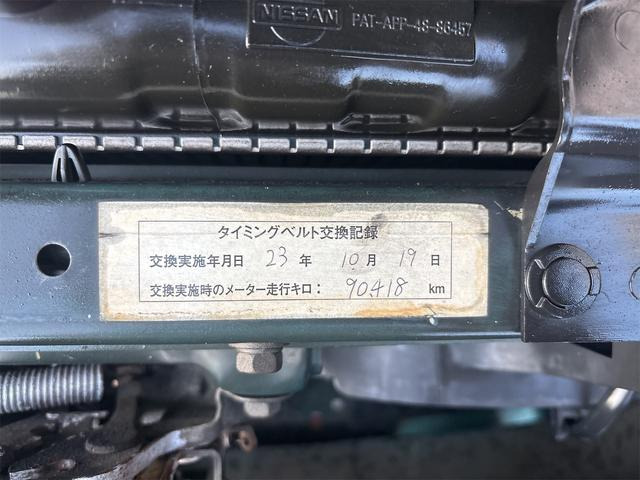 NISSAN PAT-APP-48-86457
タイミングベルト交換記録
交換実施年月日 23 年 10 月 19 日
交換実施時のメーター走行キロ： 90418 km